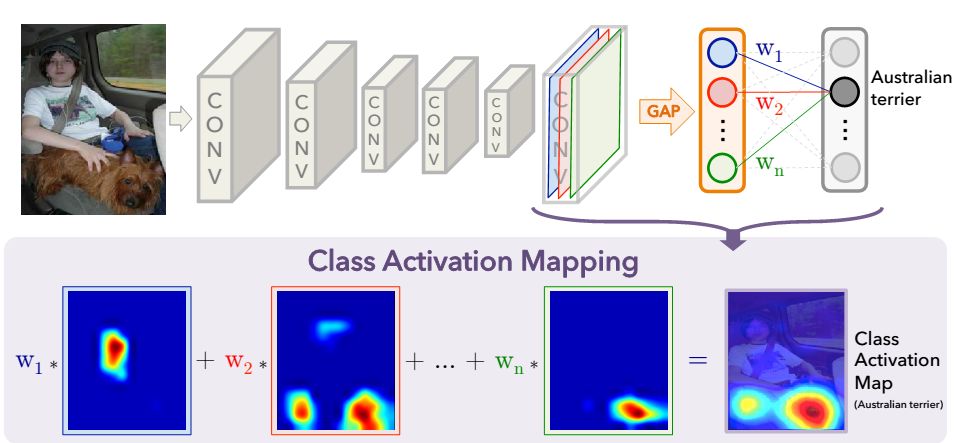 CONV
CONV
CONV
CONV
CONV
CONV
GAP
w1
w2
⋮
wn
⋮
Australian
terrier
Class Activation Mapping
w1 * + w2 * + ... + wn * =
Class
Activation
Map
(Australian terrier)